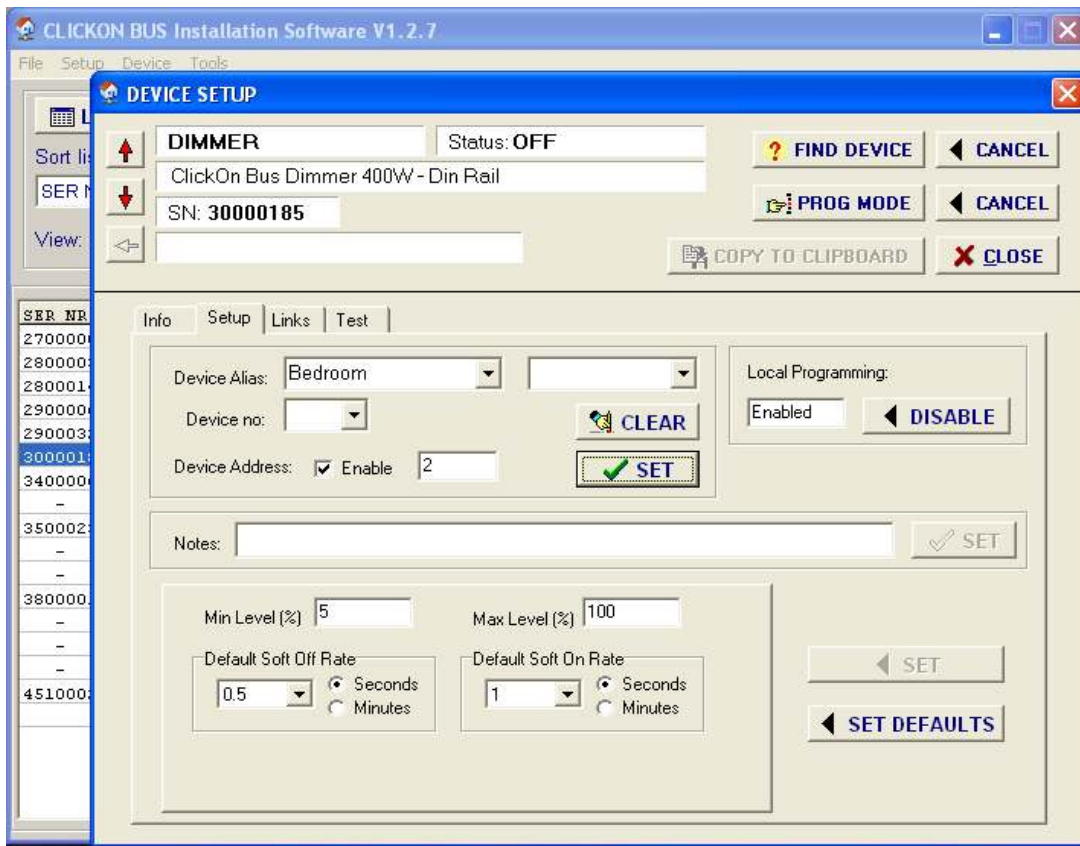 CLICKON BUS Installation Software V1.2.7
File Setup Device Tools
DEVICE SETUP
DIMMER Status: OFF
FIND DEVICE CANCEL
ClickOn Bus Dimmer 400W - Din Rail
SN: 30000185
PROG MODE CANCEL
COPY TO CLIPBOARD CLOSE
Sort
SER
View:
SER NR
Info Setup Links Test
Device Alias: Bedroom
Device no:
CLEAR
Device Address: Enable 2
SET
Local Programming:
Enabled DISABLE
Notes: SET
Min Level (%) 5 Max Level (%) 100
Default Soft Off Rate Default Soft On Rate
0.5 Seconds 1 Seconds
Minutes Minutes
SET
SET DEFAULTS